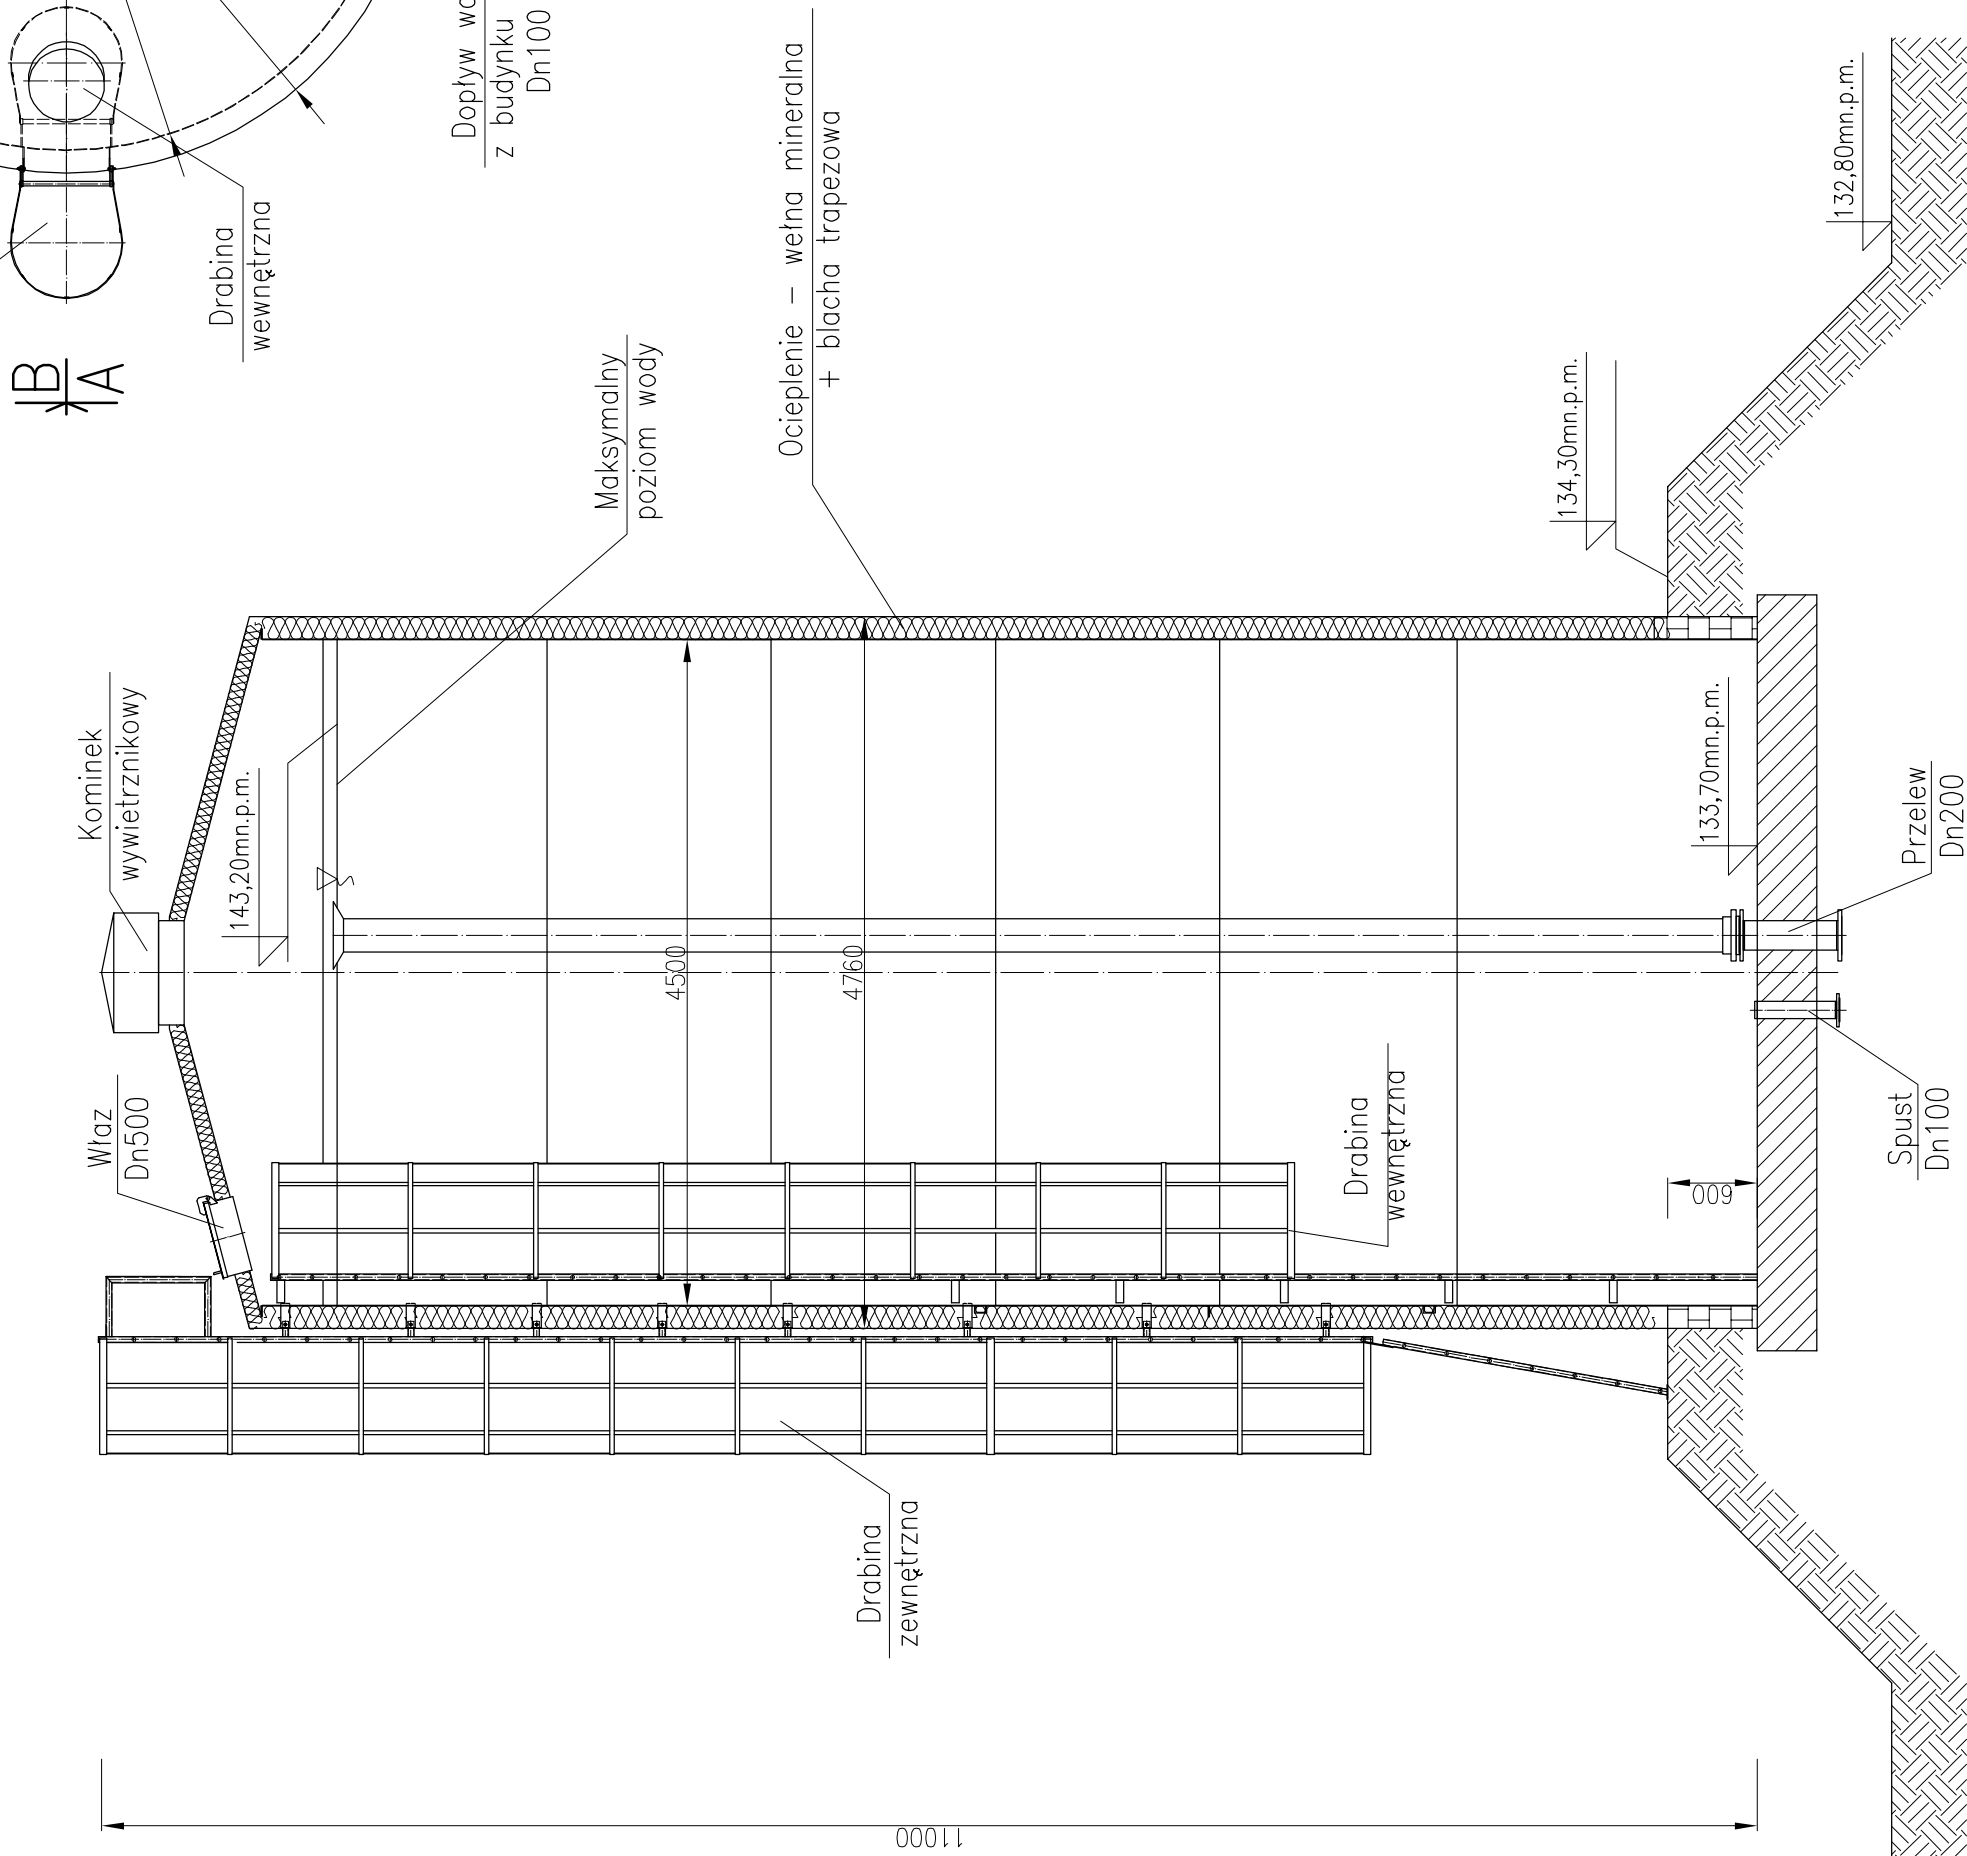 B
A
Drabina
wewnętrzna
Dopływ wo
z budynku
Dn100
Maksymalny
poziom wody
Ocieplenie – wełna mineralna
+ blacha trapezowa
Kominek
wywietrznikowy
143,20mn.p.m.
Właz
Dn500
4500
4760
134,30mn.p.m.
132,80mn.p.m.
133,70mn.p.m.
Przelew
Dn200
Spust
Dn100
Drabina
wewnętrzna
600
Drabina
zewnętrzna
11000